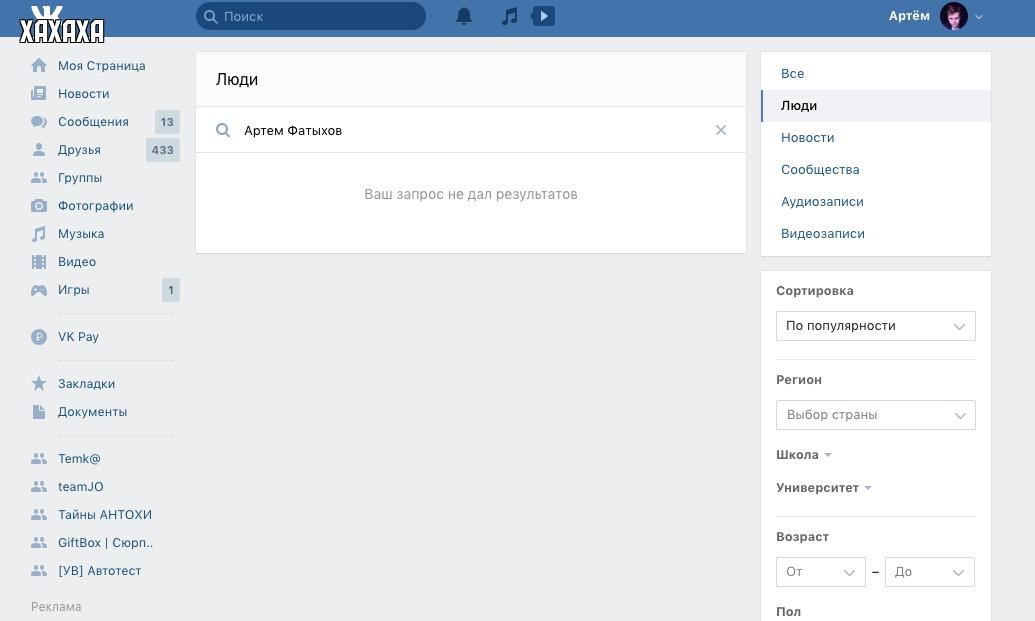 VK
ХАХАХА
Поиск
Артём
Моя Страница
Новости
Сообщения 13
Друзья 433
Группы
Фотографии
Музыка
Видео
Игры 1
VK Pay
Закладки
Документы
Temk@
teamJO
Тайны АНТОХИ
GiftBox | Сюрп..
[УВ] Автотест
Реклама
Люди
Артем Фатыхов
Ваш запрос не дал результатов
Все
Люди
Новости
Сообщества
Аудиозаписи
Видеозаписи
Сортировка
По популярности
Регион
Выбор страны
Школа
Университет
Возраст
От – До
Пол